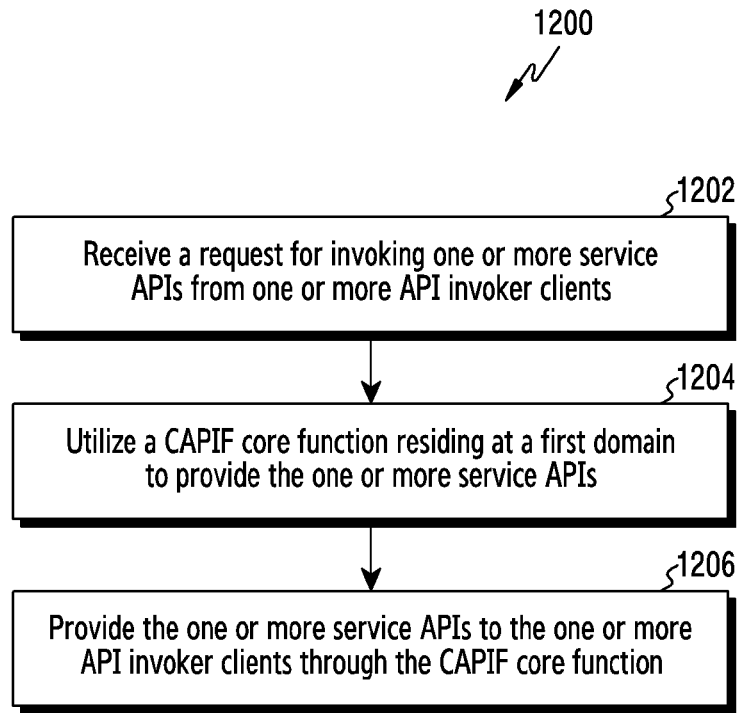 1200
1202
Receive a request for invoking one or more service
APIs from one or more API invoker clients
1204
Utilize a CAPIF core function residing at a first domain
to provide the one or more service APIs
1206
Provide the one or more service APIs to the one or more
API invoker clients through the CAPIF core function